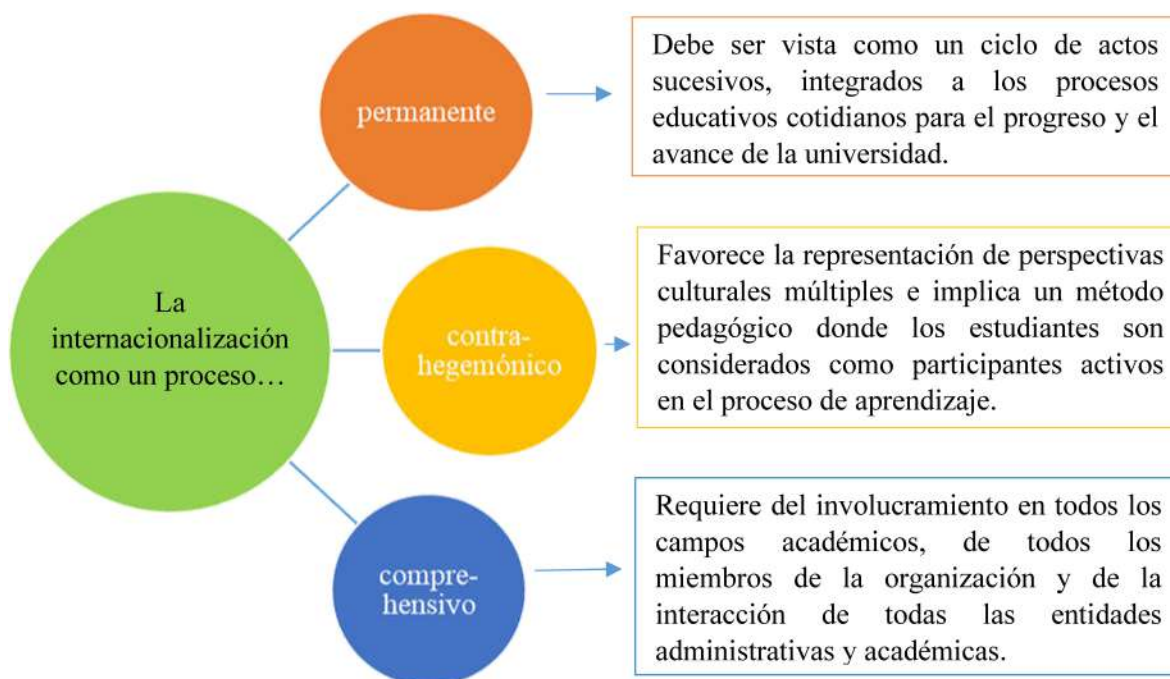 La
internacionalización
como un proceso…
permanente
Debe ser vista como un ciclo de actos
sucesivos, integrados a los procesos
educativos cotidianos para el progreso y el
avance de la universidad.
contra-
hegemónico
Favorece la representación de perspectivas
culturales múltiples e implica un método
pedagógico donde los estudiantes son
considerados como participantes activos
en el proceso de aprendizaje.
compre-
hensivo
Requiere del involucramiento en todos los
campos académicos, de todos los
miembros de la organización y de la
interacción de todas las entidades
administrativas y académicas.